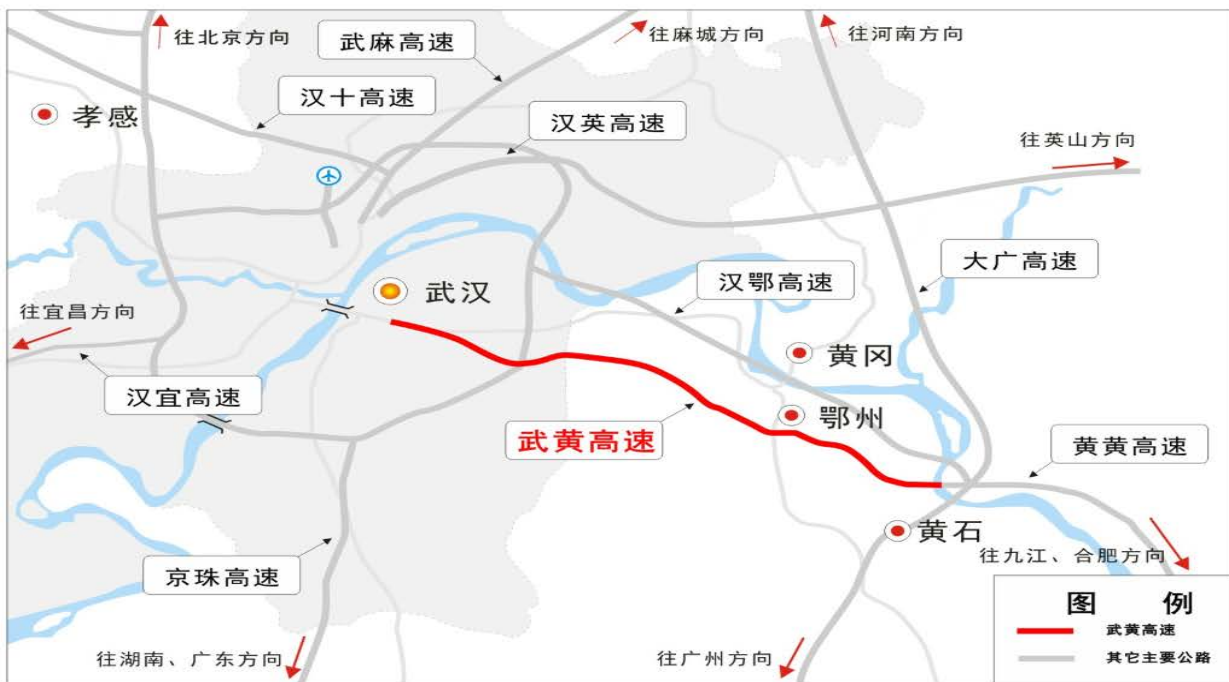 往北京方向
武麻高速
往麻城方向
往河南方向
汉十高速
孝感
汉英高速
往英山方向
大广高速
汉鄂高速
武汉
往宜昌方向
黄冈
汉宜高速
鄂州
武黄高速
黄黄高速
黄石
往九江、合肥方向
京珠高速
往湖南、广东方向
往广州方向
图 例
武黄高速
其它主要公路